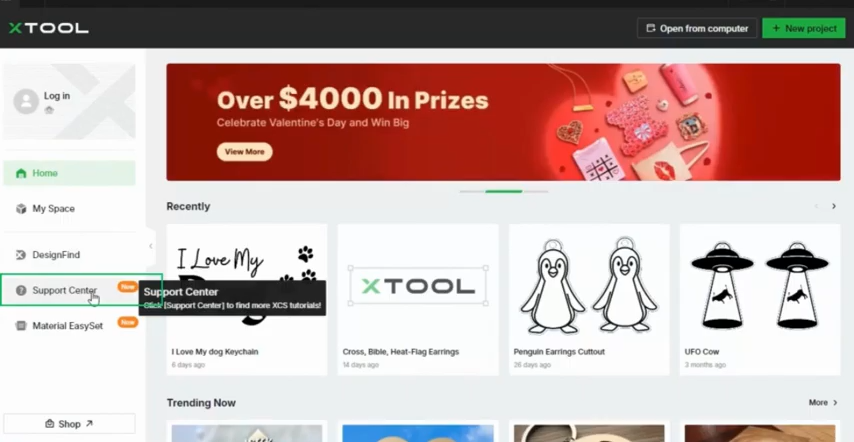 XTOOL
Open from computer
+ New project
Log in
Over $4000 In Prizes
Celebrate Valentine's Day and Win Big
View More
Home
My Space
DesignFind
Support Center
New
Material EasySet
New
Shop
Recently
Support Center
Click [Support Center] to find more XCS tutorials!
I Love My
XTOOL
I Love My dog Keychain
6 days ago
Cross, Bible, Heat-Flag Earrings
14 days ago
Penguin Earrings Cuttout
26 days ago
UFO Cow
3 months ago
Trending Now
More